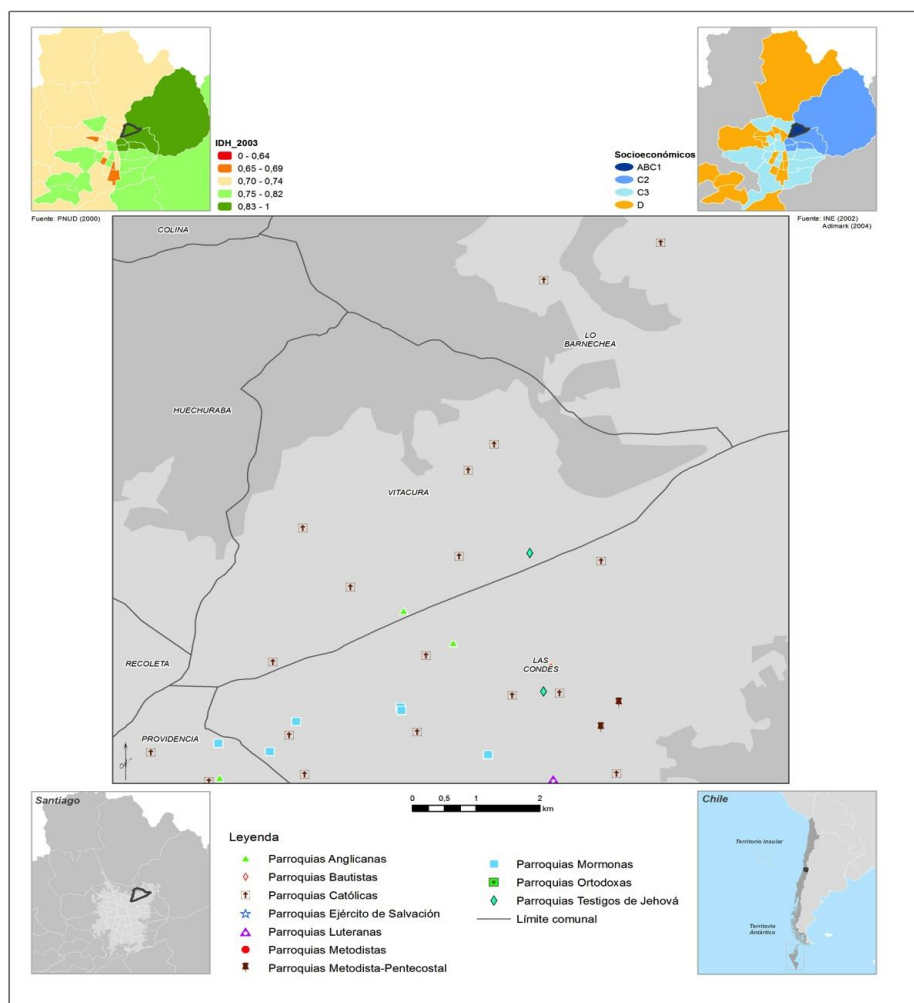 IDH_2003
0 - 0,64
0,65 - 0,69
0,70 - 0,74
0,75 - 0,82
0,83 - 1
Fuente: PNUD (2000)
Socioeconómicos
ABC1
C2
C3
D
Fuente: INE (2002)
Adimark (2004)
COLINA
LO
BARNECHEA
HUECHURABA
VITACURA
RECOLETA
LAS
CONDES
PROVIDENCIA
Santiago
0 0,5 1 2
km
Leyenda
Parroquias Anglicanas
Parroquias Bautistas
Parroquias Católicas
Parroquias Ejército de Salvación
Parroquias Luteranas
Parroquias Metodistas
Parroquias Metodista-Pentecostal
Parroquias Mormonas
Parroquias Ortodoxas
Parroquias Testigos de Jehová
Límite comunal
Chile
Territorio insular
Territorio
Antártico